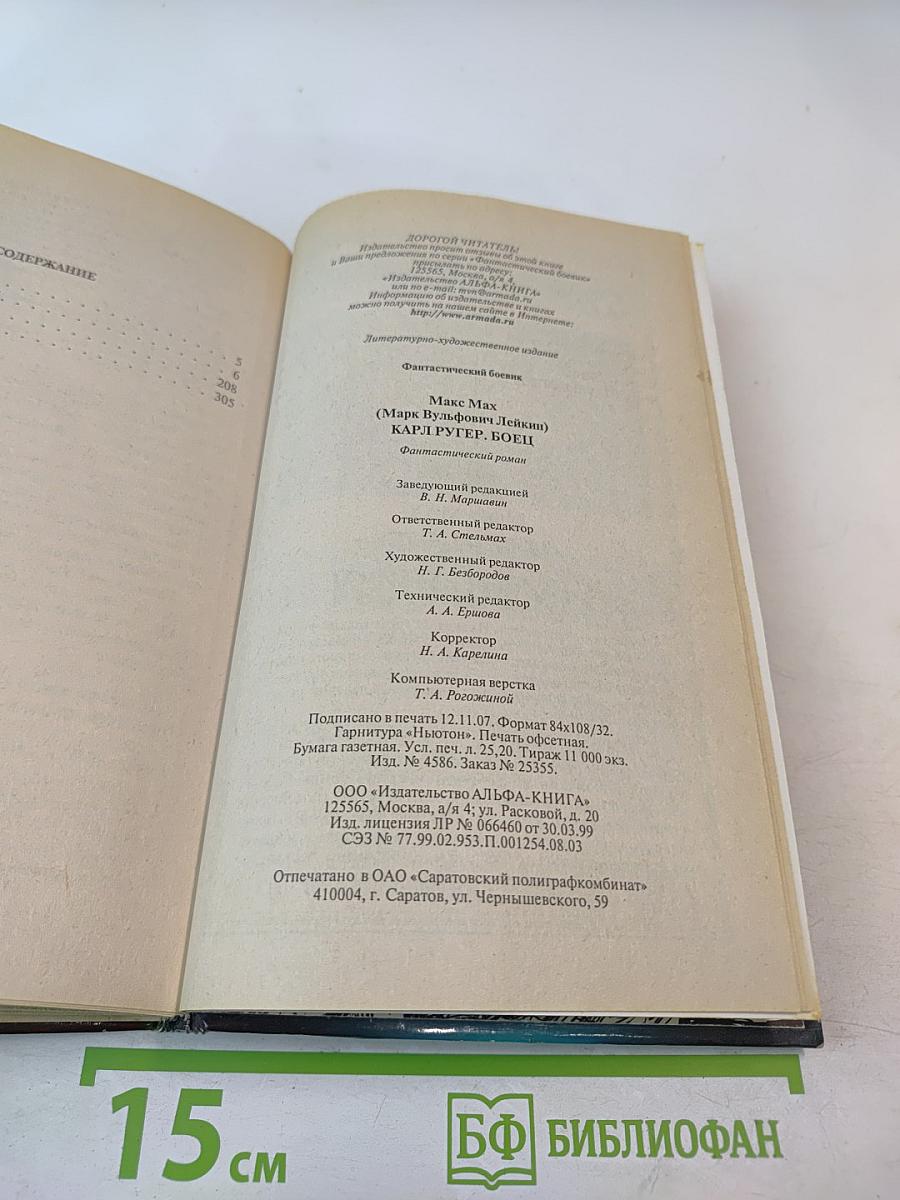 СОДЕРЖАНИЕ
5
6
208
305
ДОРОГОЙ ЧИТАТЕЛЬ!
Издательство просит отзывы об этой книге
и Ваши предложения по серии «Фантастический боевик»
присылать по адресу:
125565, Москва, а/я 4,
«Издательство АЛЬФА-КНИГА»
или по e-mail: mvn@armada.ru
Информацию об издательстве и книгах
можно получить на нашем сайте в Интернете:
http://www.armada.ru
Литературно-художественное издание
Фантастический боевик
Макс Мах
(Марк Вульфович Лейкин)
КАРЛ РУГЕР. БОЕЦ
Фантастический роман
Заведующий редакцией
В. Н. Маршавин
Ответственный редактор
Т. А. Стельмах
Художественный редактор
Н. Г. Безбородов
Технический редактор
А. А. Ершова
Корректор
Н. А. Карелина
Компьютерная верстка
Т. А. Рогожиной
Подписано в печать 12.11.07. Формат 84x108/32.
Гарнитура «Ньютон». Печать офсетная.
Бумага газетная. Усл. печ. л. 25,20. Тираж 11 000 экз.
Изд. № 4586. Заказ № 25355.
ООО «Издательство АЛЬФА-КНИГА»
125565, Москва, а/я 4; ул. Расковой, д. 20
Изд. лицензия ЛР № 066460 от 30.03.99
СЭЗ № 77.99.02.953.П.001254.08.03
Отпечатано в ОАО «Саратовский полиграфкомбинат»
410004, г. Саратов, ул. Чернышевского, 59
15 см
БФ БИБЛИОФАН